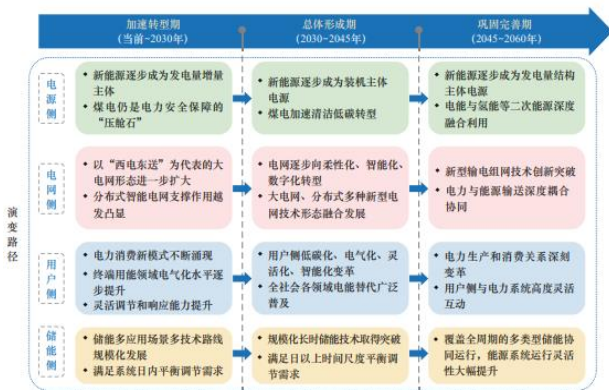 加速转型期
(当前~2030年)
总体形成期
(2030~2045年)
巩固完善期
(2045~2060年)
演变路径
电源侧
新能源逐步成为发电量增量
主体
煤电仍是电力安全保障的
“压舱石”
新能源逐步成为装机主体
电源
煤电加速清洁低碳转型
新能源逐步成为发电量结构
主体电源
电能与氢能等二次能源深度
融合利用
电网侧
以“西电东送”为代表的大
电网形态进一步扩大
分布式智能电网支撑作用越
发凸显
电网逐步向柔性化、智能化、
数字化转型
大电网、分布式多种新型电
网技术形态融合发展
新型输电组网技术创新突破
电力与能源输送深度耦合
协同
用户侧
电力消费新模式不断涌现
终端用能领域电气化水平逐
步提升
灵活调节和响应能力提升
用户侧低碳化、电气化、灵
活化、智能化变革
全社会各领域电能替代广泛
普及
电力生产和消费关系深刻
变革
用户侧与电力系统高度灵活
互动
储能侧
储能多应用场景多技术路线
规模化发展
满足系统日内平衡调节需求
规模化长时储能技术取得突破
满足日以上时间尺度平衡调
节需求
覆盖全周期的多类型储能协
同运行，能源系统运行灵活
性大幅提升